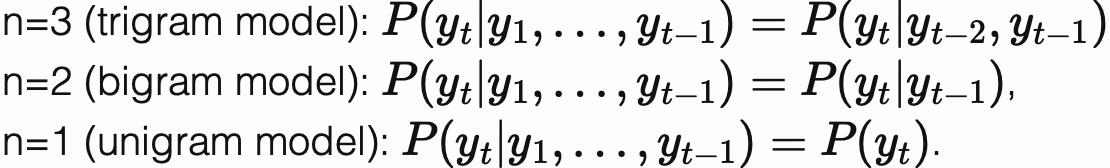 n=3 (trigram model): P(y_t|y_1, . . . , y_{t−1}) = P(y_t|y_{t−2}, y_{t−1})
n=2 (bigram model): P(y_t|y_1, . . . , y_{t−1}) = P(y_t|y_{t−1}),
n=1 (unigram model): P(y_t|y_1, . . . , y_{t−1}) = P(y_t).